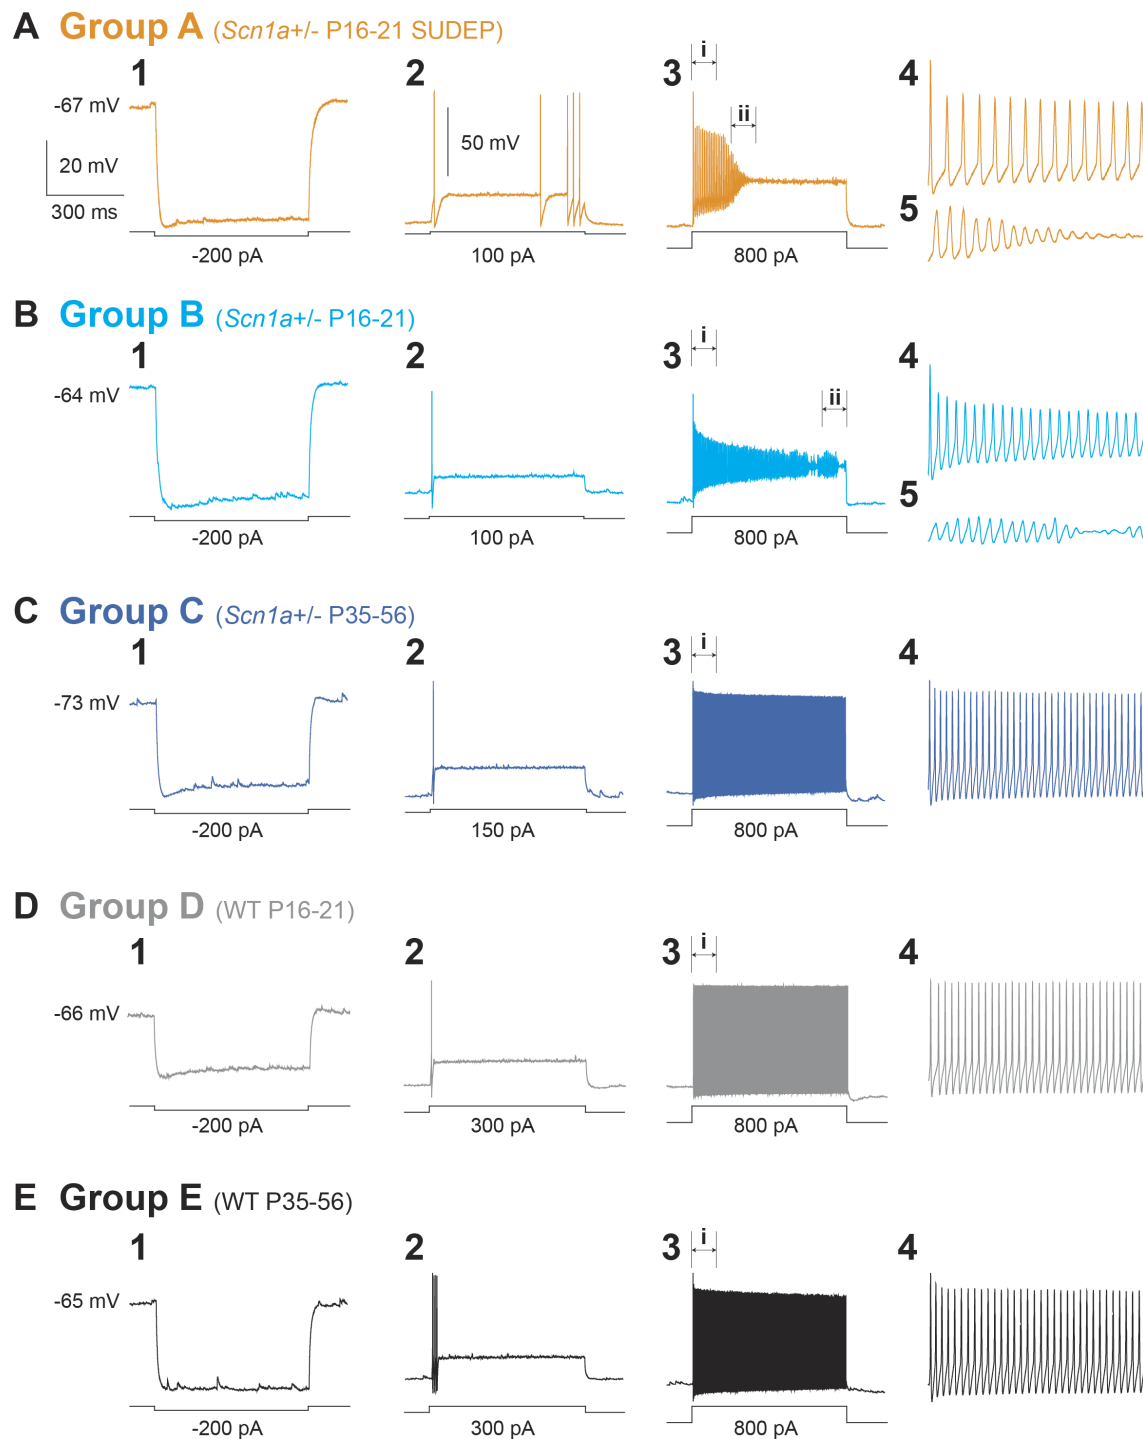 A Group A (Scn1a+/- P16-21 SUDEP)
1 2 3 i ii 4
-67 mV
20 mV
300 ms
50 mV
5
-200 pA 100 pA 800 pA
B Group B (Scn1a+/- P16-21)
1 2 3 i ii 4
-64 mV
5
-200 pA 100 pA 800 pA
C Group C (Scn1a+/- P35-56)
1 2 3 i 4
-73 mV
-200 pA 150 pA 800 pA
D Group D (WT P16-21)
1 2 3 i 4
-66 mV
-200 pA 300 pA 800 pA
E Group E (WT P35-56)
1 2 3 i 4
-65 mV
-200 pA 300 pA 800 pA